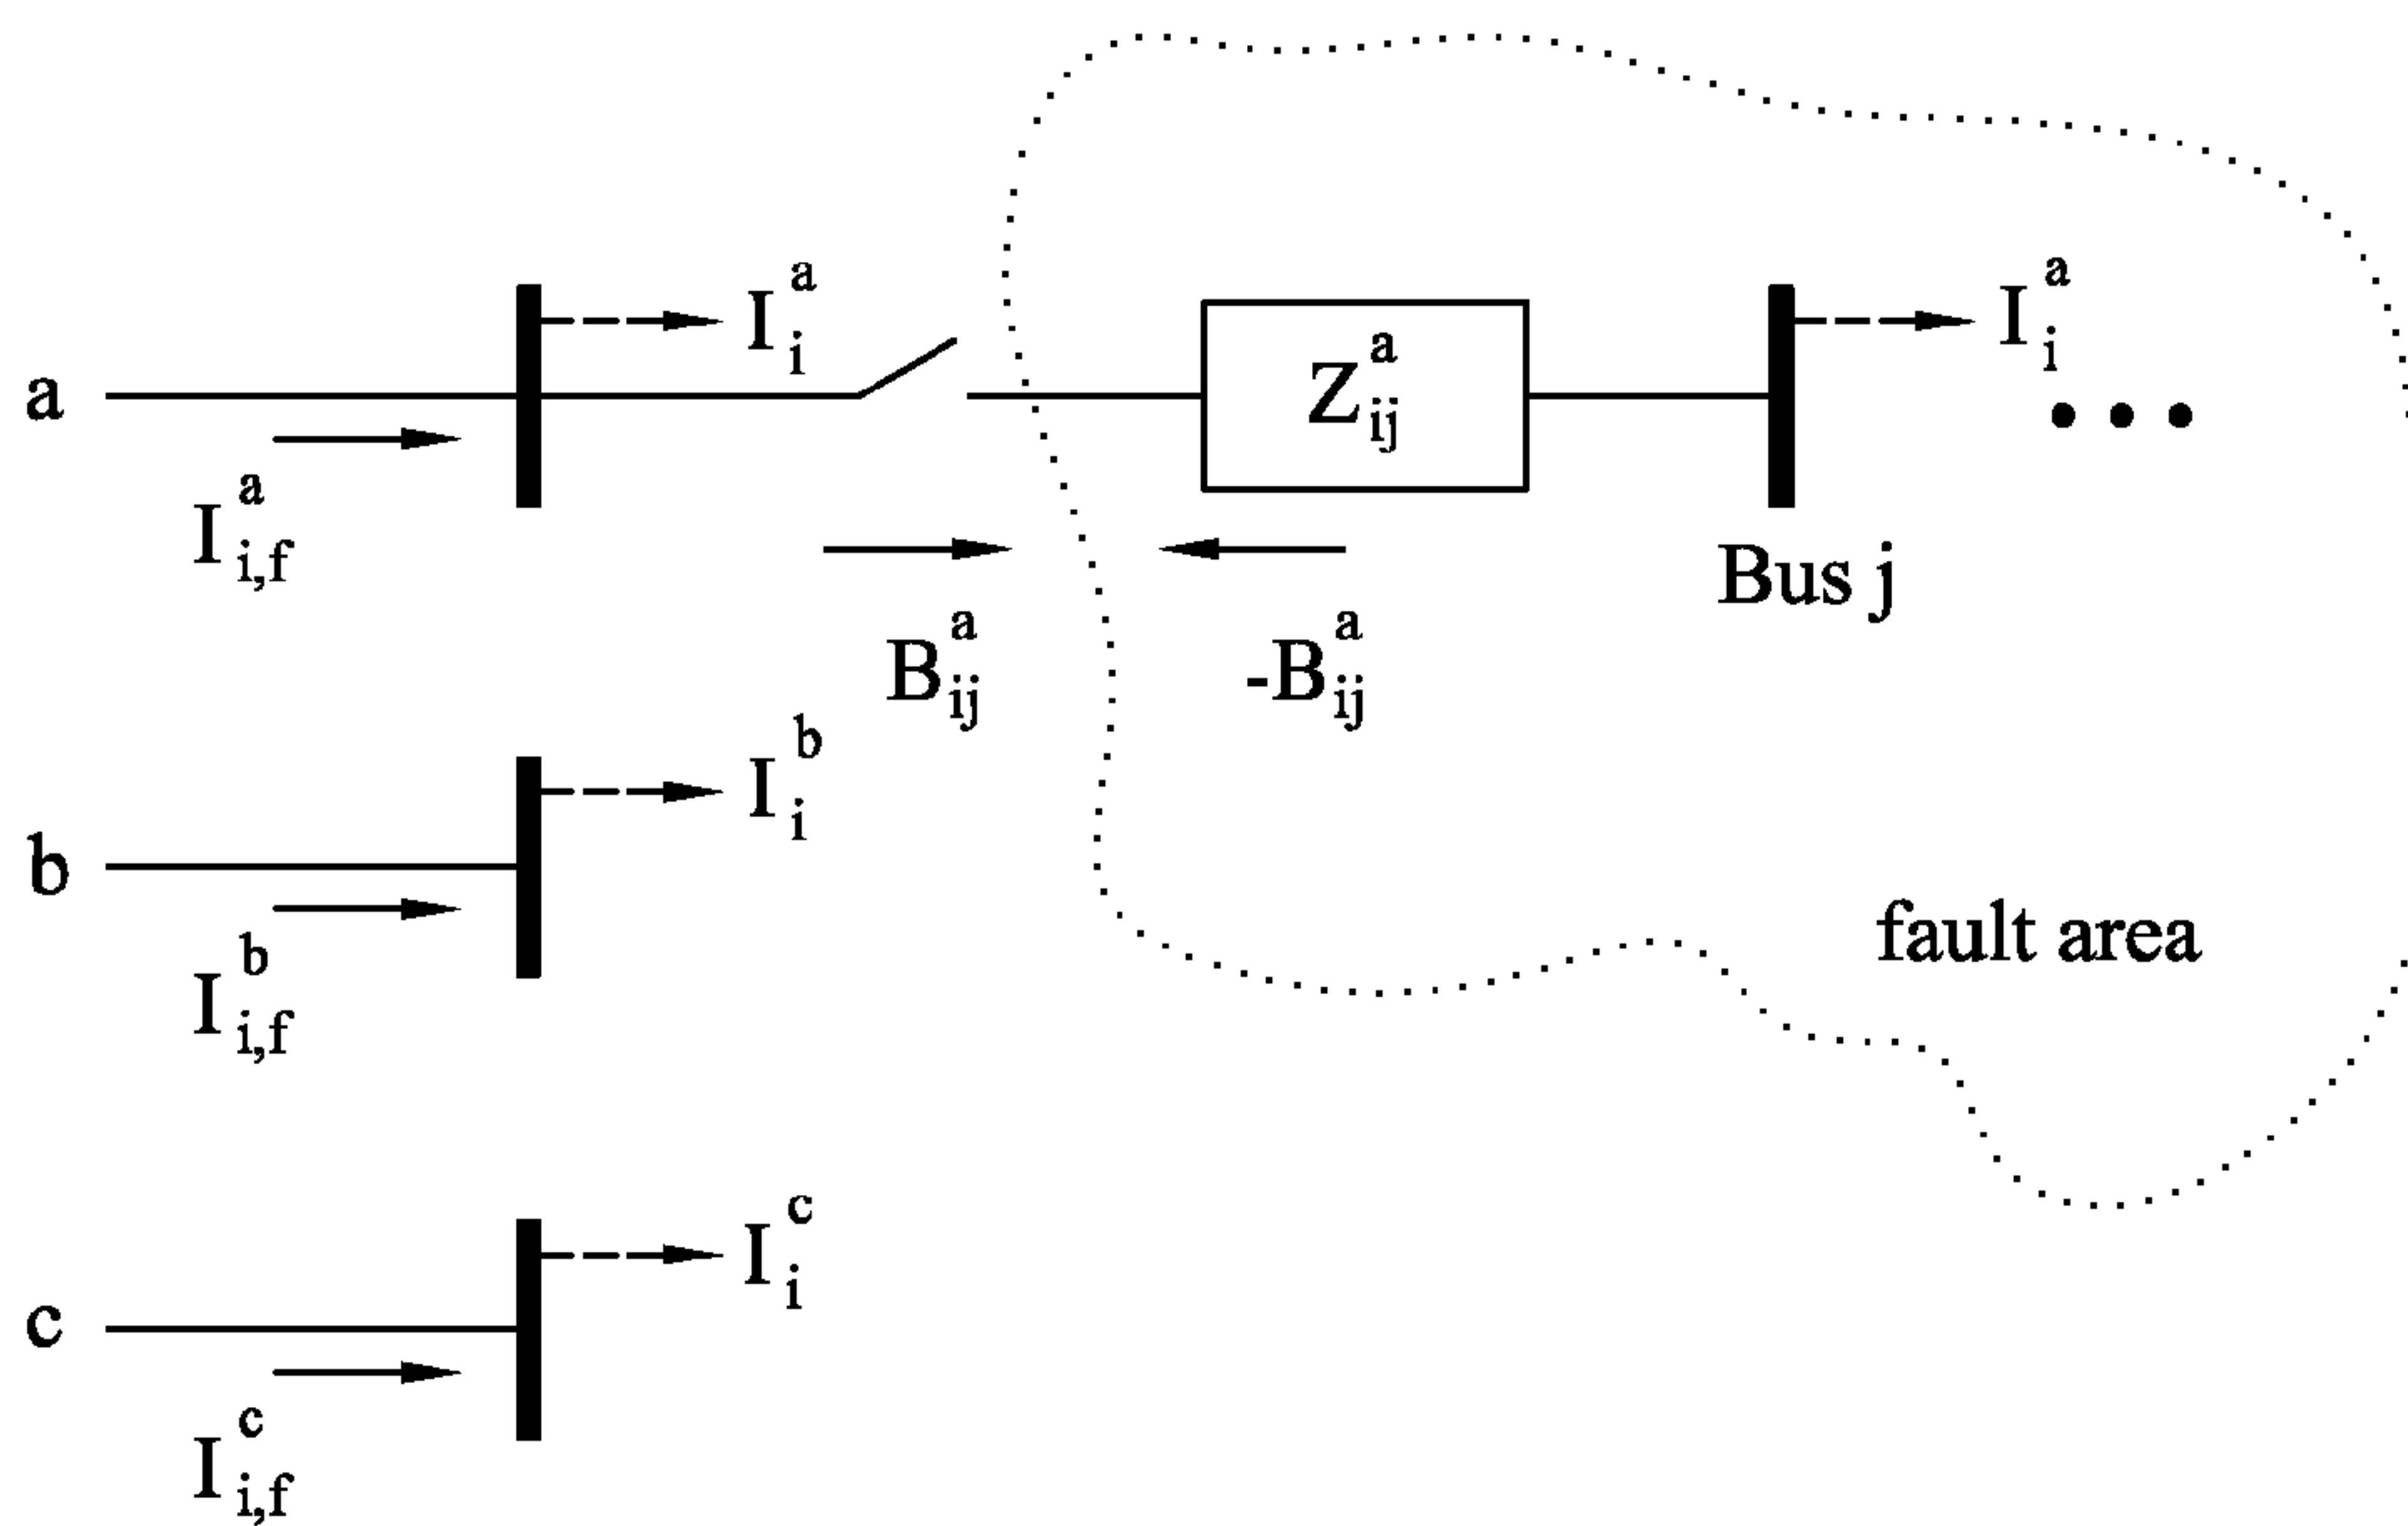 a
I_i^a
Z_ij^a
I_i^a
I_i,f^a
Bus j
B_ij^a
-B_ij^a
b
I_i^b
I_i,f^b
fault area
c
I_i^c
I_i,f^c